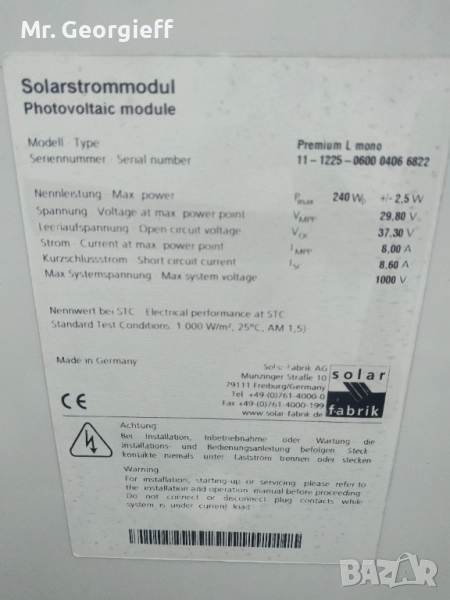 Mr. Georgieff
Solarstrommodul
Photovoltaic module
Modell · Type Premium L mono
Seriennummer · Serial number 11-1225-0600 0406 6822
Nennleistung · Max power Pmax 240 Wp +/- 2,5 W
Spannung · Voltage at max power point VMPP 29,80 V
Leerlaufspannung · Open circuit voltage VOC 37,30 V
Strom · Current at max power point IMPP 8,00 A
Kurzschlussstrom · Short circuit current ISC 8,60 A
Max Systemspannung · Max system voltage 1000 V
Nennwert bei STC · Electrical performance at STC
Standard Test Conditions 1 000 W/m², 25°C, AM 1,5)
Made in Germany
Solar Fabrik AG
Munzinger Straße 10
79111 Freiburg/Germany
Tel +49-(0)761-4000-0
Fax +49-(0)761-4000-199
www.solar-fabrik.de
solar
fabrik
CE
Achtung
Bei Installation, Inbetriebnahme oder Wartung die
Installations- und Bedienungsanleitung befolgen Steck
kontakte niemals unter Laststrom trennen oder stecken
Warning
For installation, starting-up or servicing please refer to
the installation and operation manual before proceeding
Do not connect or deconnect plug contacts while
system is under current load
BAZAR